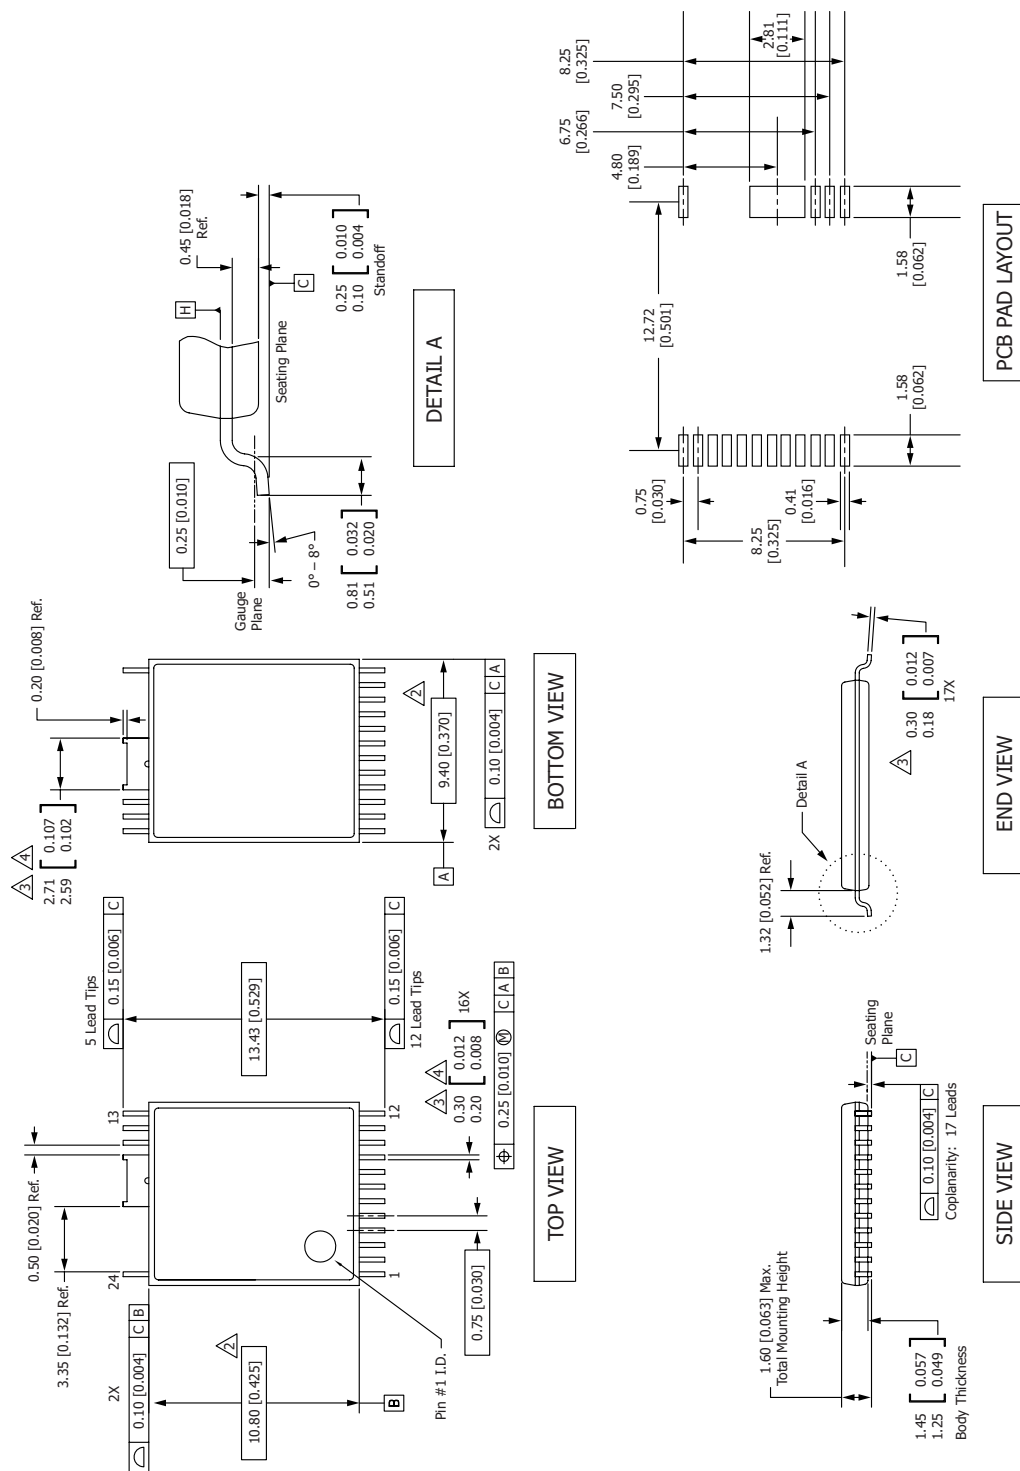 2X
⌓ 0.10 [0.004] C B
3.35 [0.132] Ref.
0.50 [0.020] Ref.
24
13
5 Lead Tips
⌓ 0.15 [0.006] C
10.80 [0.425]
2
B
Pin #1 I.D.
1
12
13.43 [0.529]
⌓ 0.15 [0.006] C
12 Lead Tips
3 4
0.30 [0.012]
0.20 [0.008] 16X
⌖ 0.25 [0.010] Ⓜ C A B
0.75 [0.030]
TOP VIEW
3 4
2.71 [0.107]
2.59 [0.102]
0.20 [0.008] Ref.
A
9.40 [0.370]
2
2X
⌓ 0.10 [0.004] C A
BOTTOM VIEW
0.25 [0.010]
Gauge
Plane
H
0.45 [0.018]
Ref.
Seating Plane
C
0° – 8°
0.81 [0.032]
0.51 [0.020]
0.25 [0.010]
0.10 [0.004]
Standoff
DETAIL A
1.60 [0.063] Max.
Total Mounting Height
1.45 [0.057]
1.25 [0.049]
Body Thickness
Seating
Plane
C
⌓ 0.10 [0.004] C
Coplanarity: 17 Leads
SIDE VIEW
1.32 [0.052] Ref.
Detail A
3
0.30 [0.012]
0.18 [0.007]
17X
END VIEW
0.75
[0.030]
8.25
[0.325]
0.41
[0.016]
12.72
[0.501]
1.58
[0.062]
4.80
[0.189]
6.75
[0.266]
7.50
[0.295]
8.25
[0.325]
2.81
[0.111]
1.58
[0.062]
PCB PAD LAYOUT